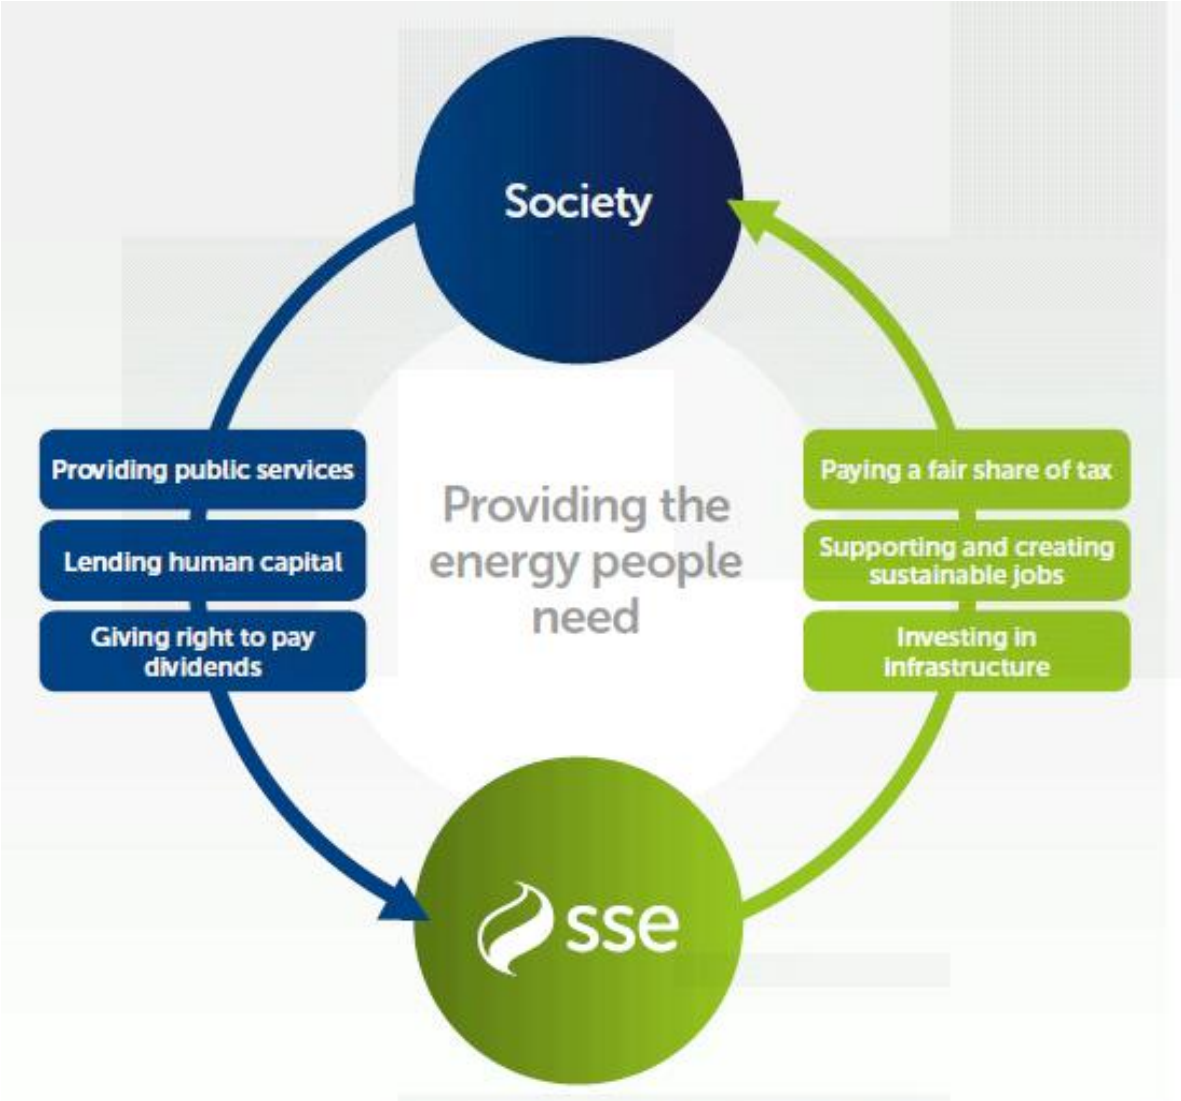 Society
Providing public services
Lending human capital
Giving right to pay
dividends
Providing the
energy people
need
Paying a fair share of tax
Supporting and creating
sustainable jobs
Investing in
infrastructure
sse